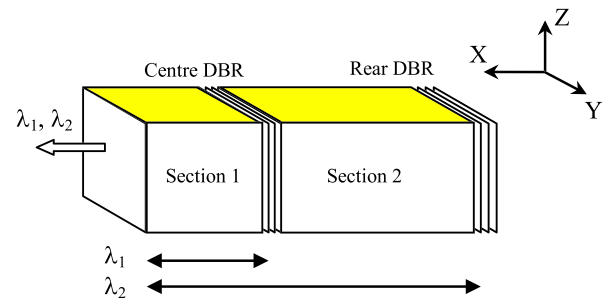 Z
X
Y
Centre DBR
Rear DBR
λ1, λ2
Section 1
Section 2
λ1
λ2